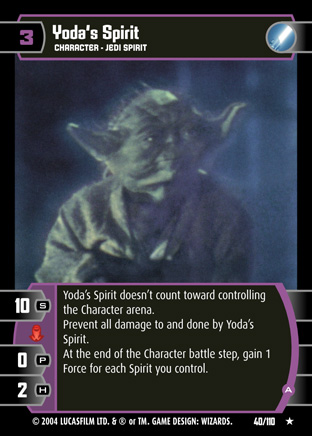 3
Yoda's Spirit
CHARACTER - JEDI SPIRIT
10 S
0 P
2 H
Yoda's Spirit doesn't count toward controlling
the Character arena.
Prevent all damage to and done by Yoda's
Spirit.
At the end of the Character battle step, gain 1
Force for each Spirit you control.
A
© 2004 LUCASFILM LTD. & ® or TM. GAME DESIGN: WIZARDS. 40/110 ★